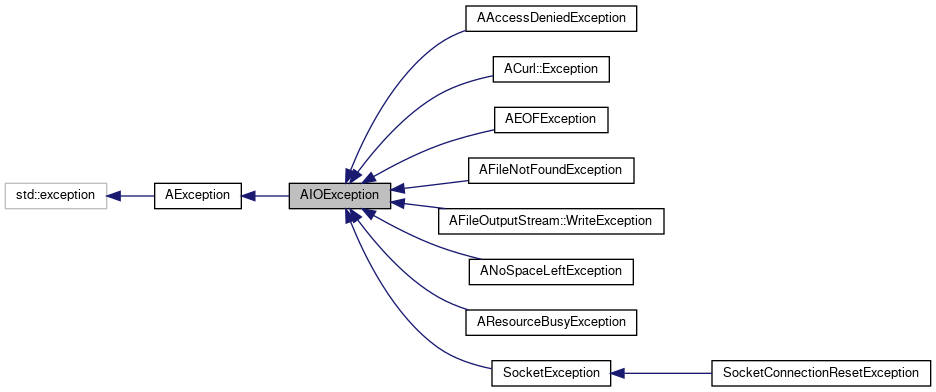 AAccessDeniedException
ACurl::Exception
AEOFException
AFileNotFoundException
std::exception
AException
AIOException
AFileOutputStream::WriteException
ANoSpaceLeftException
AResourceBusyException
SocketException
SocketConnectionResetException